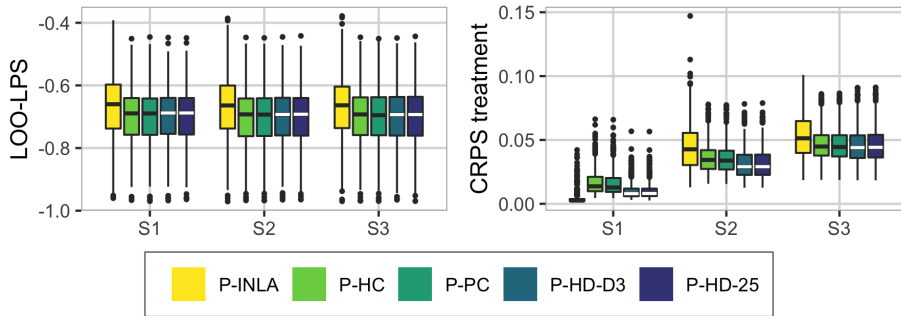 LOO-LPS
-0.4
-0.6
-0.8
-1.0
S1 S2 S3
CRPS treatment
0.15
0.10
0.05
0.00
S1 S2 S3
P-INLA P-HC P-PC P-HD-D3 P-HD-25